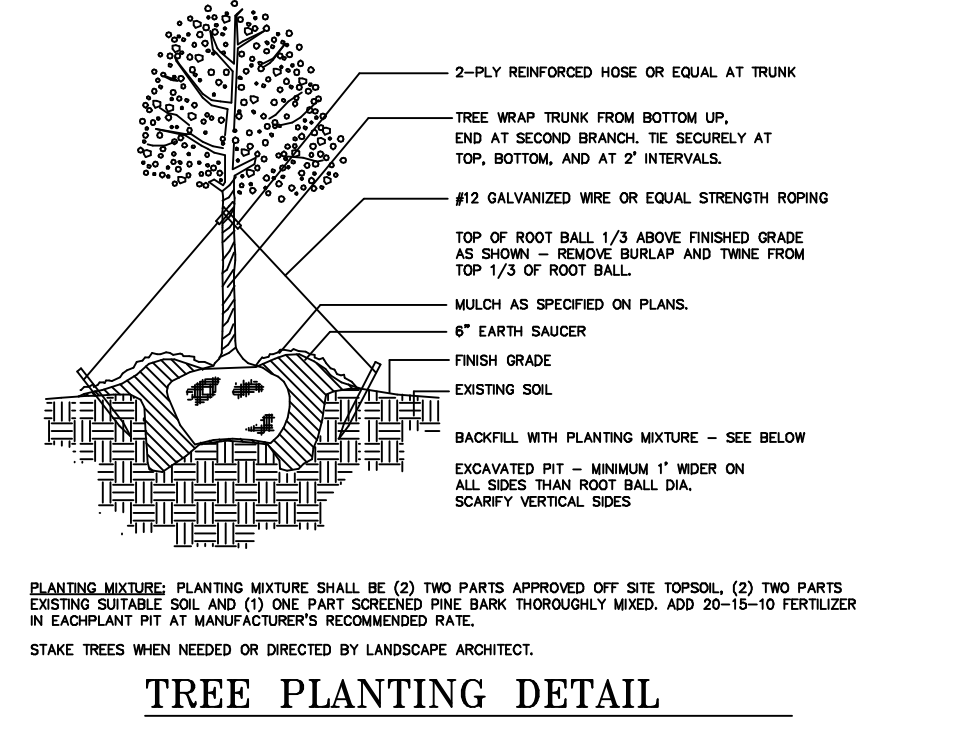 2-PLY REINFORCED HOSE OR EQUAL AT TRUNK
TREE WRAP TRUNK FROM BOTTOM UP,
END AT SECOND BRANCH. TIE SECURELY AT
TOP, BOTTOM, AND AT 2' INTERVALS.
#12 GALVANIZED WIRE OR EQUAL STRENGTH ROPING
TOP OF ROOT BALL 1/3 ABOVE FINISHED GRADE
AS SHOWN - REMOVE BURLAP AND TWINE FROM
TOP 1/3 OF ROOT BALL.
MULCH AS SPECIFIED ON PLANS.
6" EARTH SAUCER
FINISH GRADE
EXISTING SOIL
BACKFILL WITH PLANTING MIXTURE - SEE BELOW
EXCAVATED PIT - MINIMUM 1' WIDER ON
ALL SIDES THAN ROOT BALL DIA.
SCARIFY VERTICAL SIDES
PLANTING MIXTURE: PLANTING MIXTURE SHALL BE (2) TWO PARTS APPROVED OFF SITE TOPSOIL, (2) TWO PARTS
EXISTING SUITABLE SOIL AND (1) ONE PART SCREENED PINE BARK THOROUGHLY MIXED. ADD 20-15-10 FERTILIZER
IN EACHPLANT PIT AT MANUFACTURER'S RECOMMENDED RATE.
STAKE TREES WHEN NEEDED OR DIRECTED BY LANDSCAPE ARCHITECT.
TREE PLANTING DETAIL